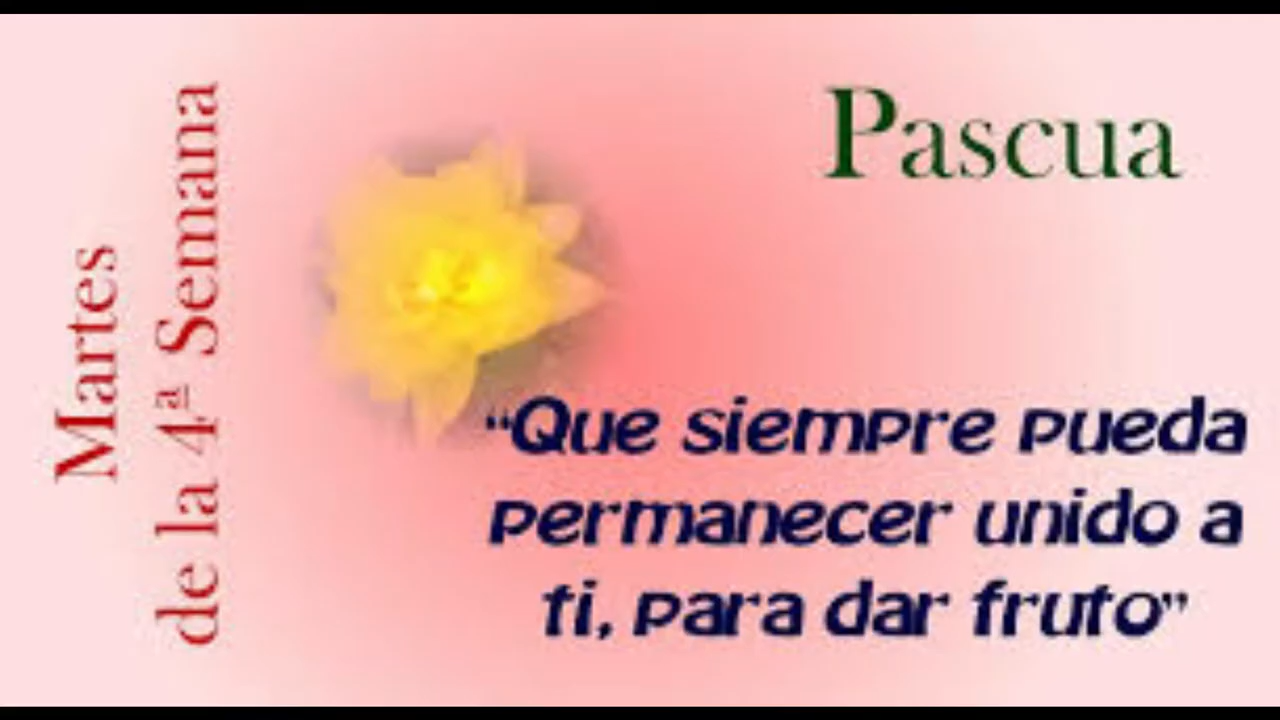 Martes
de la 4ª Semana
Pascua
“Que siempre pueda
permanecer unido a
ti, para dar fruto”